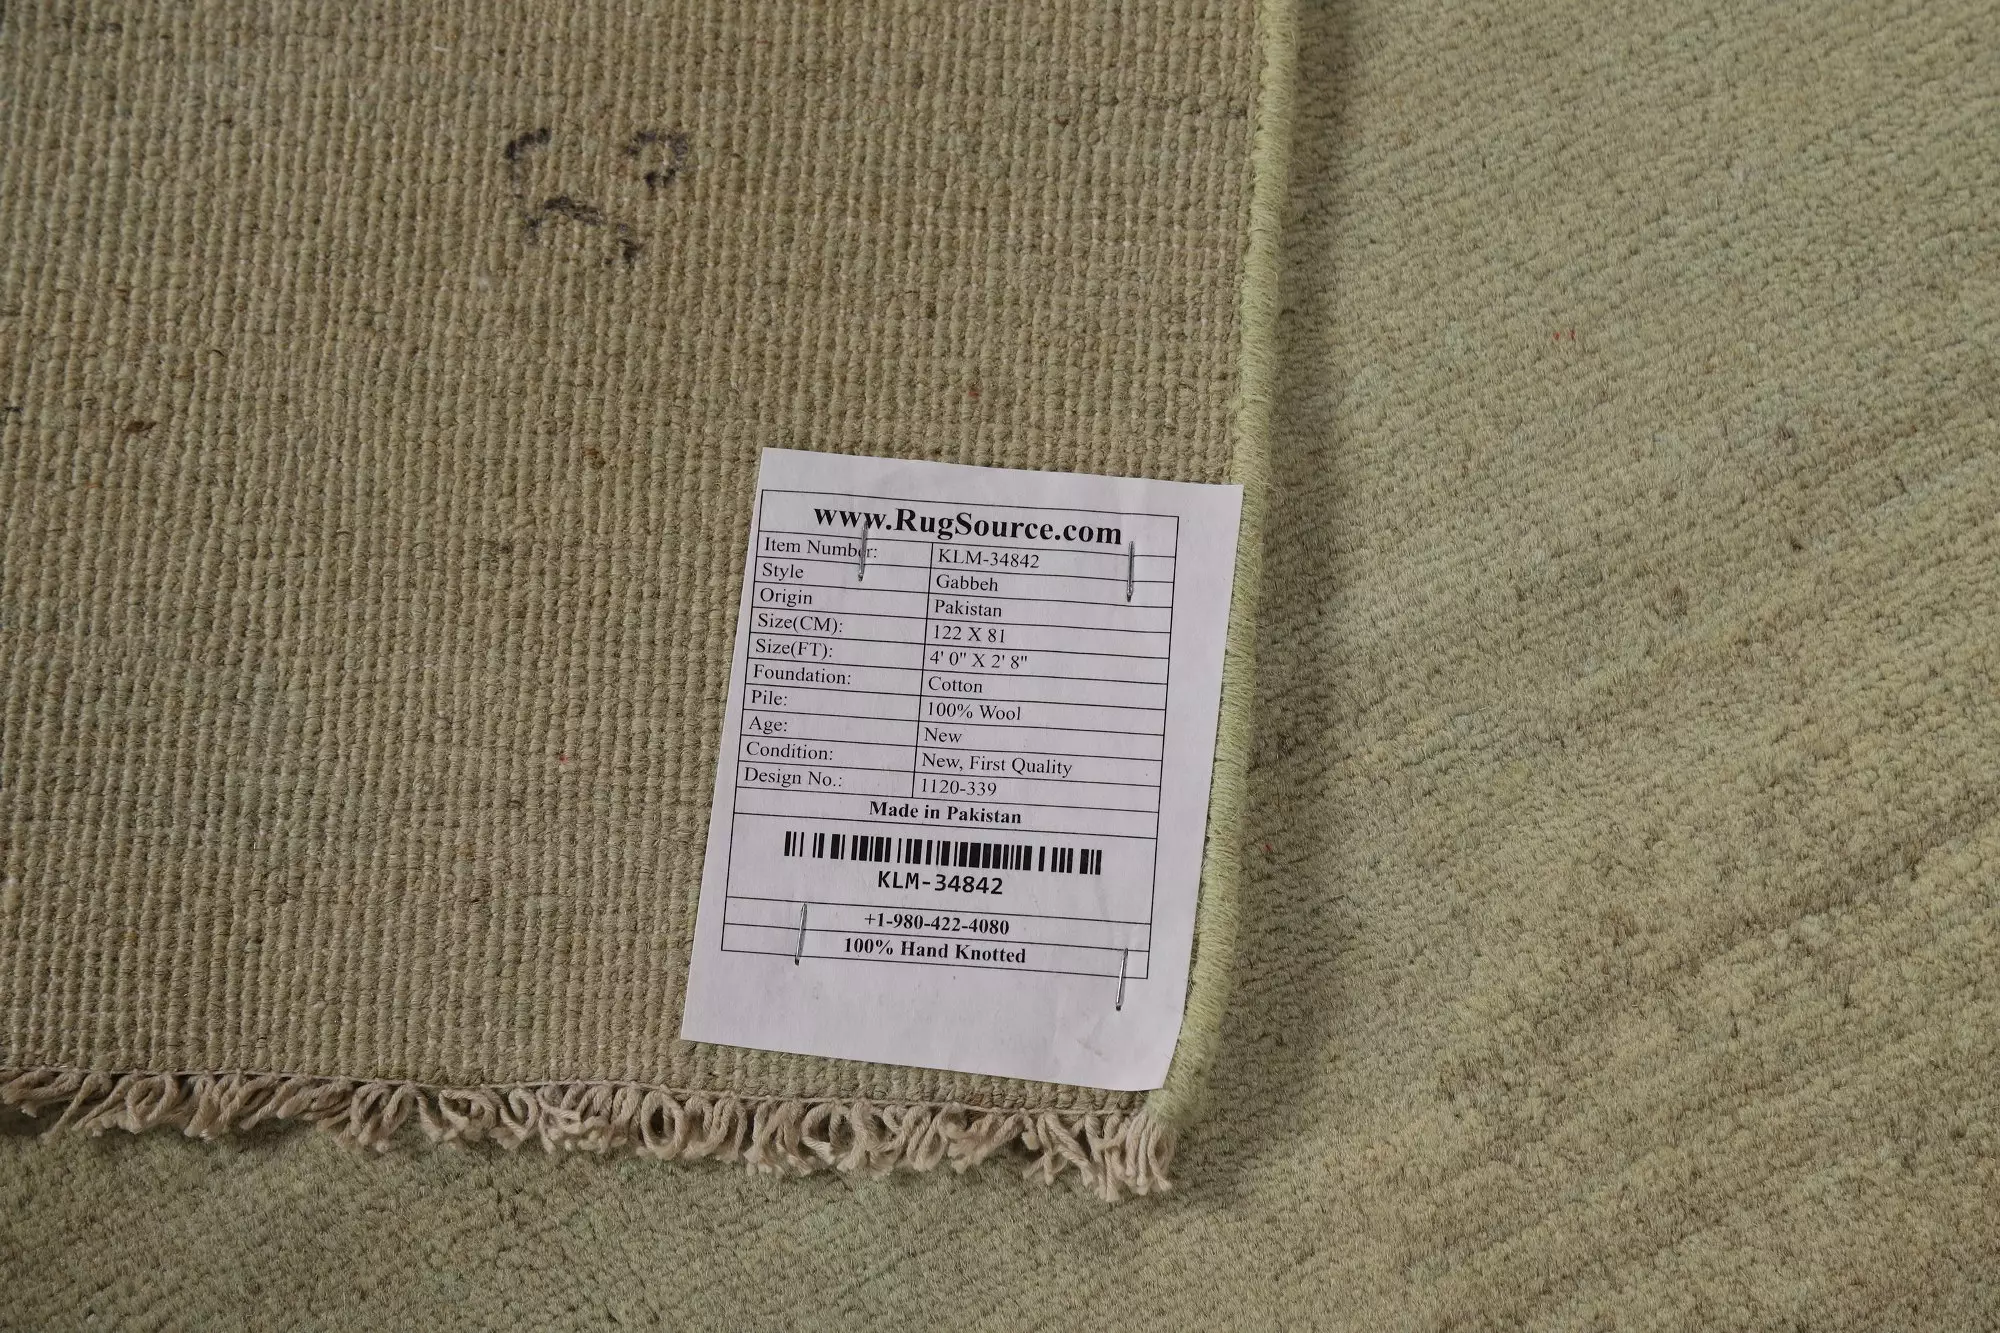 www.RugSource.com
Item Number: KLM-34842
Style Gabbeh
Origin Pakistan
Size(CM): 122 X 81
Size(FT): 4' 0" X 2' 8"
Foundation: Cotton
Pile: 100% Wool
Age: New
Condition: New, First Quality
Design No.: 1120-339
Made in Pakistan
KLM-34842
+1-980-422-4080
100% Hand Knotted